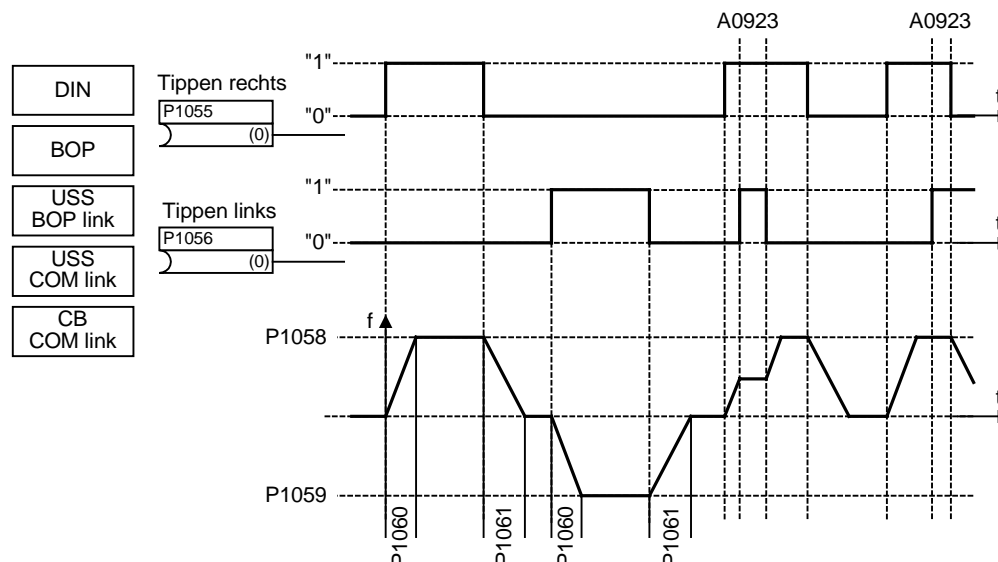 A0923 A0923
DIN
BOP
USS
BOP link
USS
COM link
CB
COM link
Tippen rechts
P1055
(0)
"1"
"0"
t
Tippen links
P1056
(0)
"1"
"0"
t
f
P1058
t
P1059
P1060
P1061
P1060
P1061